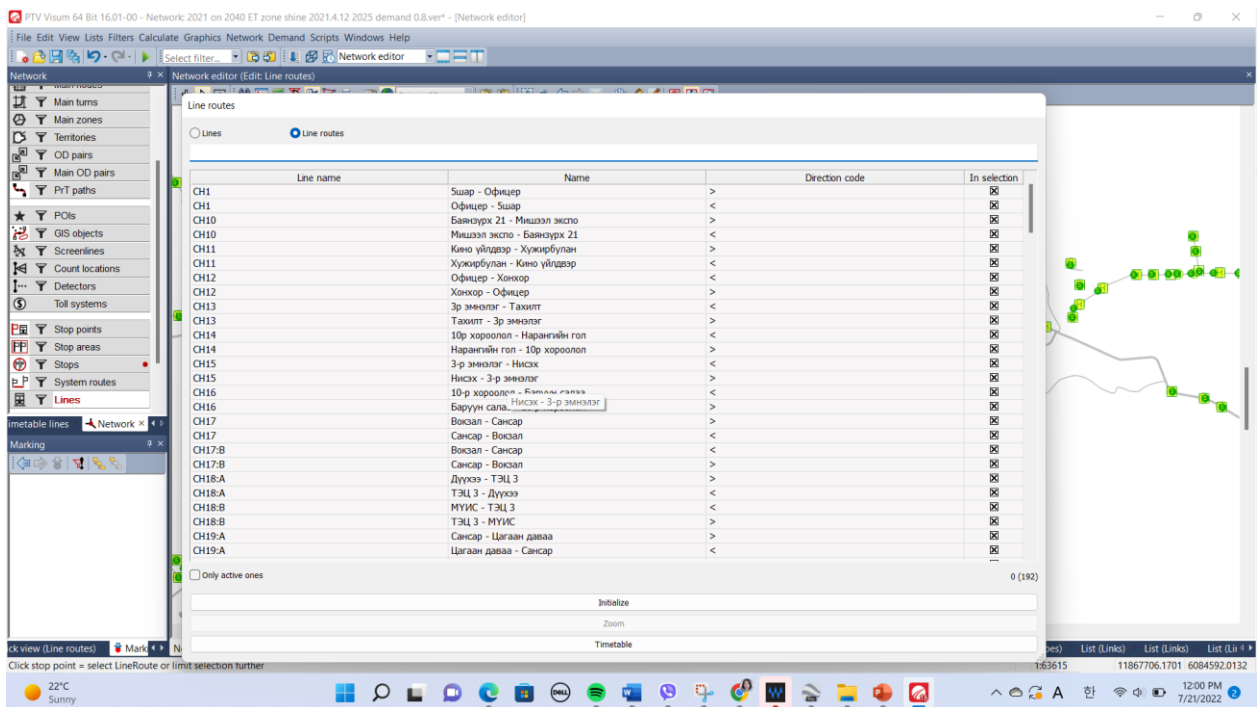 PTV Visum 64 Bit 16.01-00 - Network: 2021 on 2040 ET zone shine 2021.4.12 2025 demand 0.8.ver* - [Network editor]
File Edit View Lists Filters Calculate Graphics Network Demand Scripts Windows Help
Select filter... Network editor
Network
Network editor (Edit: Line routes)
Main turns
Main zones
Territories
OD pairs
Main OD pairs
PrT paths
POIs
GIS objects
Screenlines
Count locations
Detectors
Toll systems
Stop points
Stop areas
Stops
System routes
Lines
imetable lines Network
Marking
Line routes
Lines Line routes
Line name Name Direction code In selection
CH1 5шар - Офицер >
CH1 Офицер - 5шар <
CH10 Баянзүрх 21 - Мишээл экспо >
CH10 Мишээл экспо - Баянзүрх 21 <
CH11 Кино үйлдвэр - Хужирбулан >
CH11 Хужирбулан - Кино үйлдвэр <
CH12 Офицер - Хонхор <
CH12 Хонхор - Офицер >
CH13 3р эмнэлэг - Тахилт <
CH13 Тахилт - 3р эмнэлэг >
CH14 10р хороолол - Нарангийн гол <
CH14 Нарангийн гол - 10р хороолол >
CH15 3-р эмнэлэг - Нисэх <
CH15 Нисэх - 3-р эмнэлэг >
CH16 10-р хороолол - Баруун салаа <
Нисэх - 3-р эмнэлэг
CH16 Баруун >
CH17 Вокзал - Сансар >
CH17 Сансар - Вокзал <
CH17:B Вокзал - Сансар <
CH17:B Сансар - Вокзал >
CH18:A Дүүхээ - ТЭЦ 3 >
CH18:A ТЭЦ 3 - Дүүхээ <
CH18:B МУИС - ТЭЦ 3 <
CH18:B ТЭЦ 3 - МУИС >
CH19:A Сансар - Цагаан даваа >
CH19:A Цагаан даваа - Сансар <
Only active ones 0 (192)
Initialize
Zoom
Timetable
ck view (Line routes) Mark
List (Links) List (Links)
Click stop point = select LineRoute or limit selection further
1:63615 11867706.1701 6084592.0132
22°C
Sunny
DELL
A 한
12:00 PM
7/21/2022
2